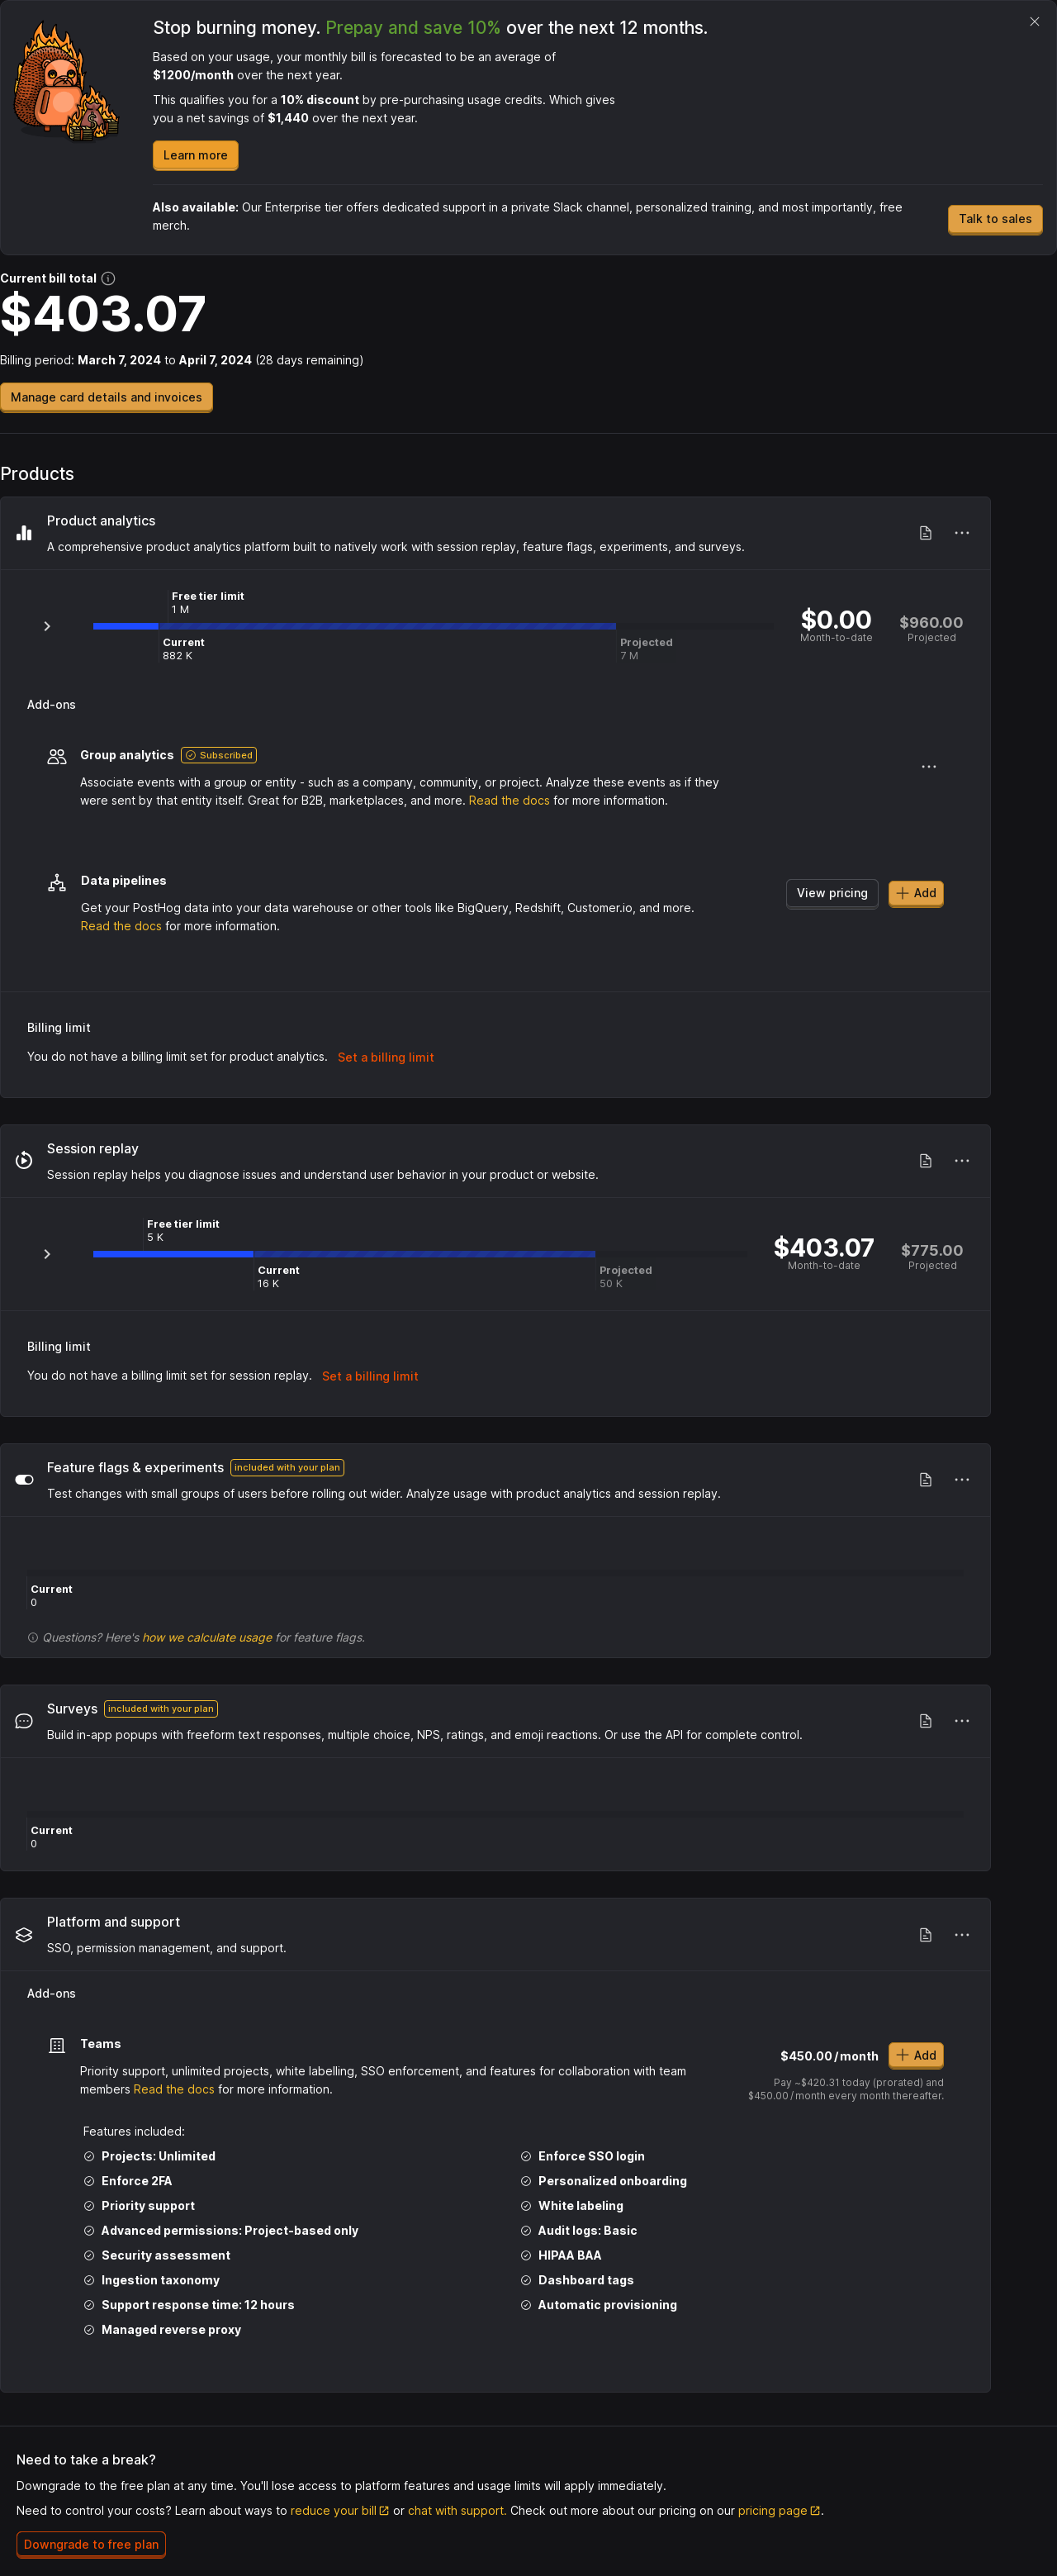 Stop burning money. Prepay and save 10% over the next 12 months.
Based on your usage, your monthly bill is forecasted to be an average of
$1200/month over the next year.
This qualifies you for a 10% discount by pre-purchasing usage credits. Which gives
you a net savings of $1,440 over the next year.
Learn more
Also available: Our Enterprise tier offers dedicated support in a private Slack channel, personalized training, and most importantly, free
merch.
Talk to sales
Current bill total
$403.07
Billing period: March 7, 2024 to April 7, 2024 (28 days remaining)
Manage card details and invoices
Products
Product analytics
A comprehensive product analytics platform built to natively work with session replay, feature flags, experiments, and surveys.
Free tier limit
1 M
Current
882 K
Projected
7 M
$0.00
Month-to-date
$960.00
Projected
Add-ons
Group analytics Subscribed
Associate events with a group or entity - such as a company, community, or project. Analyze these events as if they
were sent by that entity itself. Great for B2B, marketplaces, and more. Read the docs for more information.
Data pipelines
Get your PostHog data into your data warehouse or other tools like BigQuery, Redshift, Customer.io, and more.
Read the docs for more information.
View pricing
Add
Billing limit
You do not have a billing limit set for product analytics. Set a billing limit
Session replay
Session replay helps you diagnose issues and understand user behavior in your product or website.
Free tier limit
5 K
Current
16 K
Projected
50 K
$403.07
Month-to-date
$775.00
Projected
Billing limit
You do not have a billing limit set for session replay. Set a billing limit
Feature flags & experiments included with your plan
Test changes with small groups of users before rolling out wider. Analyze usage with product analytics and session replay.
Current
0
Questions? Here's how we calculate usage for feature flags.
Surveys included with your plan
Build in-app popups with freeform text responses, multiple choice, NPS, ratings, and emoji reactions. Or use the API for complete control.
Current
0
Platform and support
SSO, permission management, and support.
Add-ons
Teams
Priority support, unlimited projects, white labelling, SSO enforcement, and features for collaboration with team
members Read the docs for more information.
$450.00/month
Add
Pay ~$420.31 today (prorated) and
$450.00/month every month thereafter.
Features included:
Projects: Unlimited
Enforce 2FA
Priority support
Advanced permissions: Project-based only
Security assessment
Ingestion taxonomy
Support response time: 12 hours
Managed reverse proxy
Enforce SSO login
Personalized onboarding
White labeling
Audit logs: Basic
HIPAA BAA
Dashboard tags
Automatic provisioning
Need to take a break?
Downgrade to the free plan at any time. You'll lose access to platform features and usage limits will apply immediately.
Need to control your costs? Learn about ways to reduce your bill or chat with support. Check out more about our pricing on our pricing page.
Downgrade to free plan